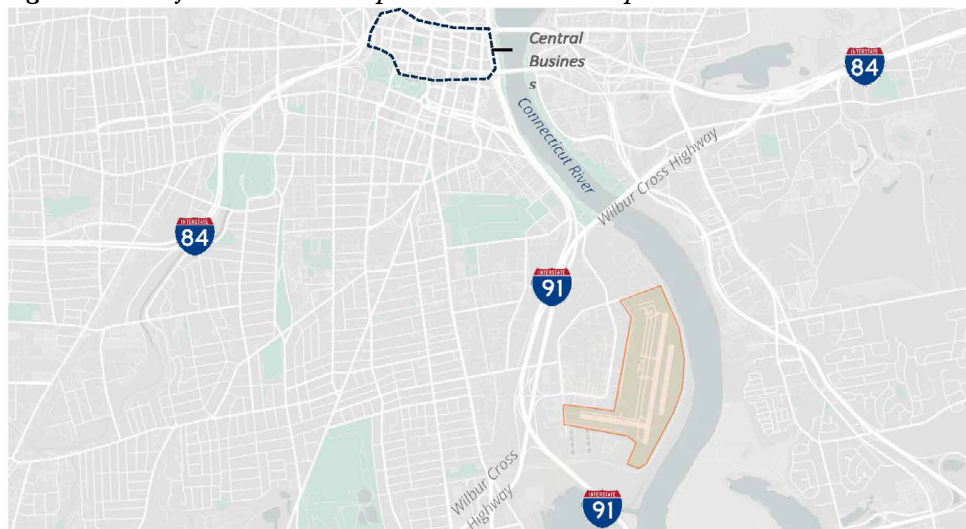 Central
Busines
s
INTERSTATE
84
Connecticut River
Wilbur Cross Highway
INTERSTATE
84
INTERSTATE
91
Wilbur Cross
Highway
INTERSTATE
91